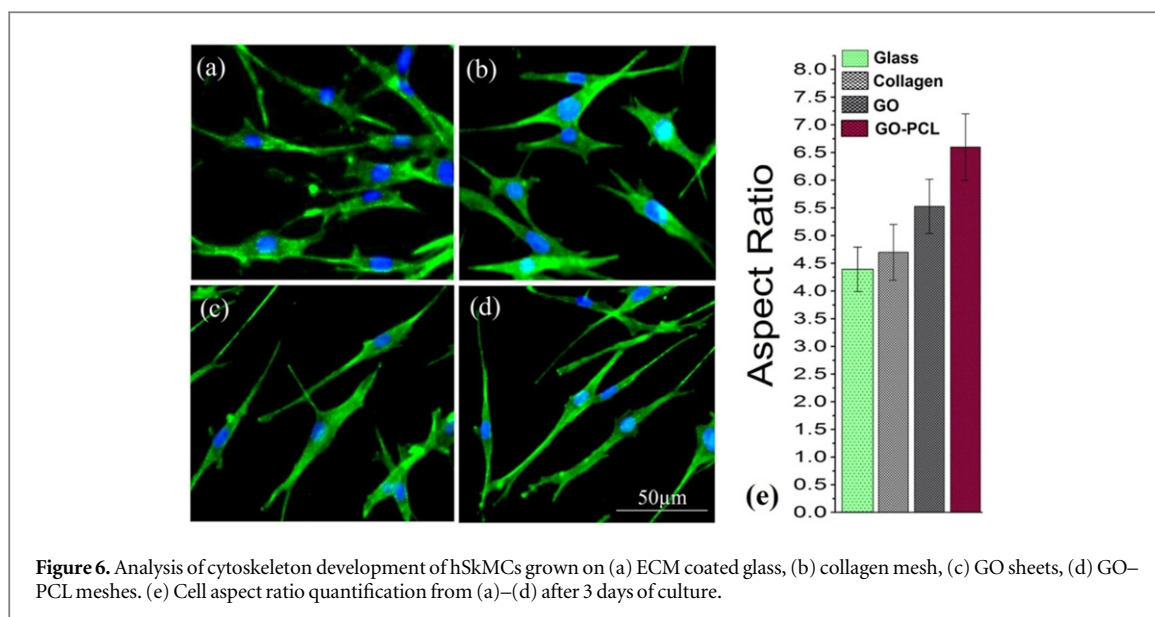 (a)
(b)
(c)
(d)
50µm
Glass
Collagen
GO
GO-PCL
8.0
7.5
7.0
6.5
6.0
5.5
5.0
4.5
4.0
3.5
3.0
2.5
2.0
1.5
1.0
0.5
0.0
Aspect Ratio
(e)
Figure 6. Analysis of cytoskeleton development of hSkMCs grown on (a) ECM coated glass, (b) collagen mesh, (c) GO sheets, (d) GO–
PCL meshes. (e) Cell aspect ratio quantification from (a)–(d) after 3 days of culture.